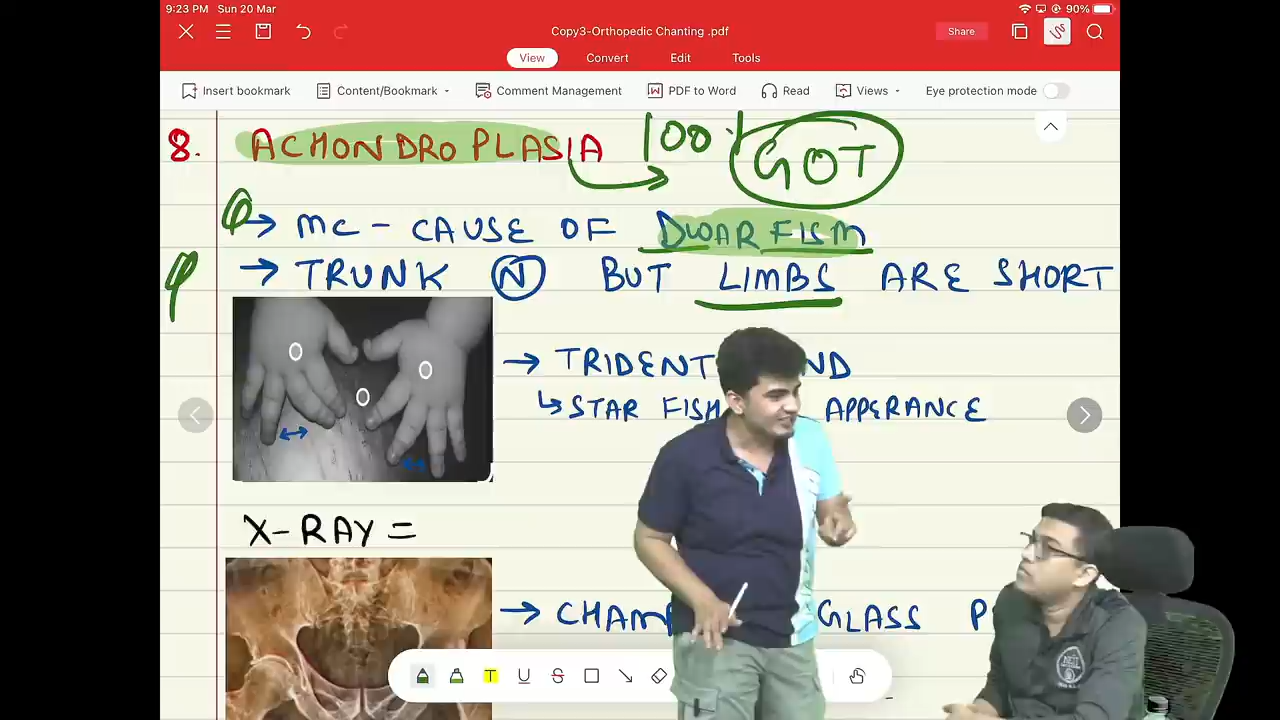 9:23 PM Sun 20 Mar 90%
Copy3-Orthopedic Chanting .pdf
Share
View Convert Edit Tools
Insert bookmark Content/Bookmark Comment Management PDF to Word Read Views Eye protection mode
8. ACHONDROPLASIA 100% GOT
→ MC - CAUSE OF DWARFISM
→ TRUNK N BUT LIMBS ARE SHORT
→ TRIDENT
↳ STAR FISH APPERANCE
X-RAY =
→ GLASS
T U S